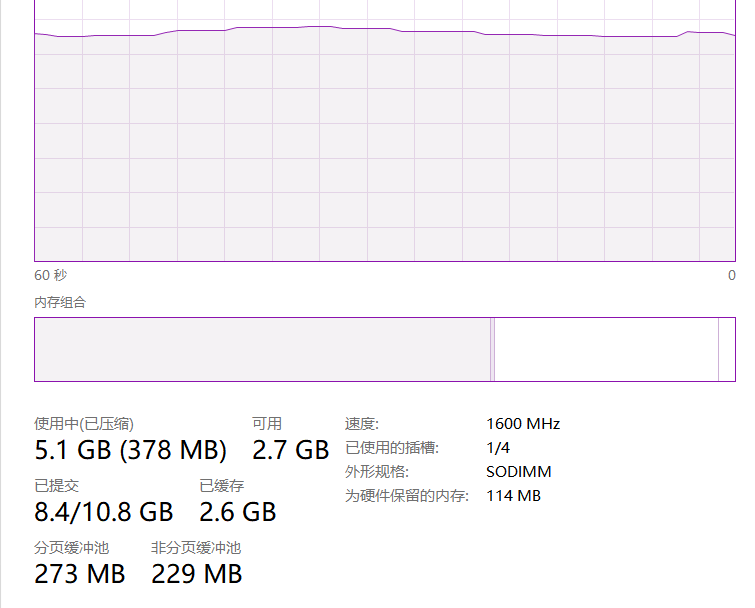 60 秒
0
内存组合
使用中(已压缩)
可用
5.1 GB (378 MB)
2.7 GB
已提交
已缓存
8.4/10.8 GB
2.6 GB
分页缓冲池
非分页缓冲池
273 MB
229 MB
速度:
1600 MHz
已使用的插槽:
1/4
外形规格:
SODIMM
为硬件保留的内存:
114 MB